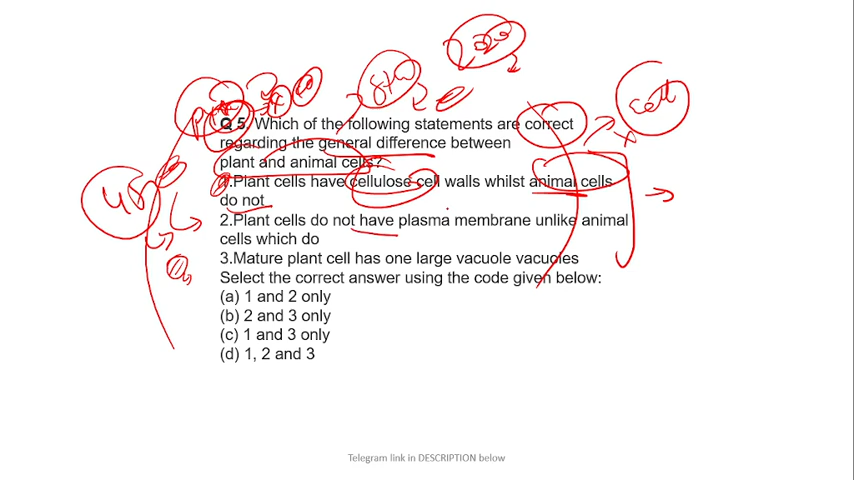 Q 5. Which of the following statements are correct
regarding the general difference between
plant and animal cells?
1.Plant cells have cellulose cell walls whilst animal cells
do not
2.Plant cells do not have plasma membrane unlike animal
cells which do
3.Mature plant cell has one large vacuole vacuoles
Select the correct answer using the code given below:
(a) 1 and 2 only
(b) 2 and 3 only
(c) 1 and 3 only
(d) 1, 2 and 3
Telegram link in DESCRIPTION below